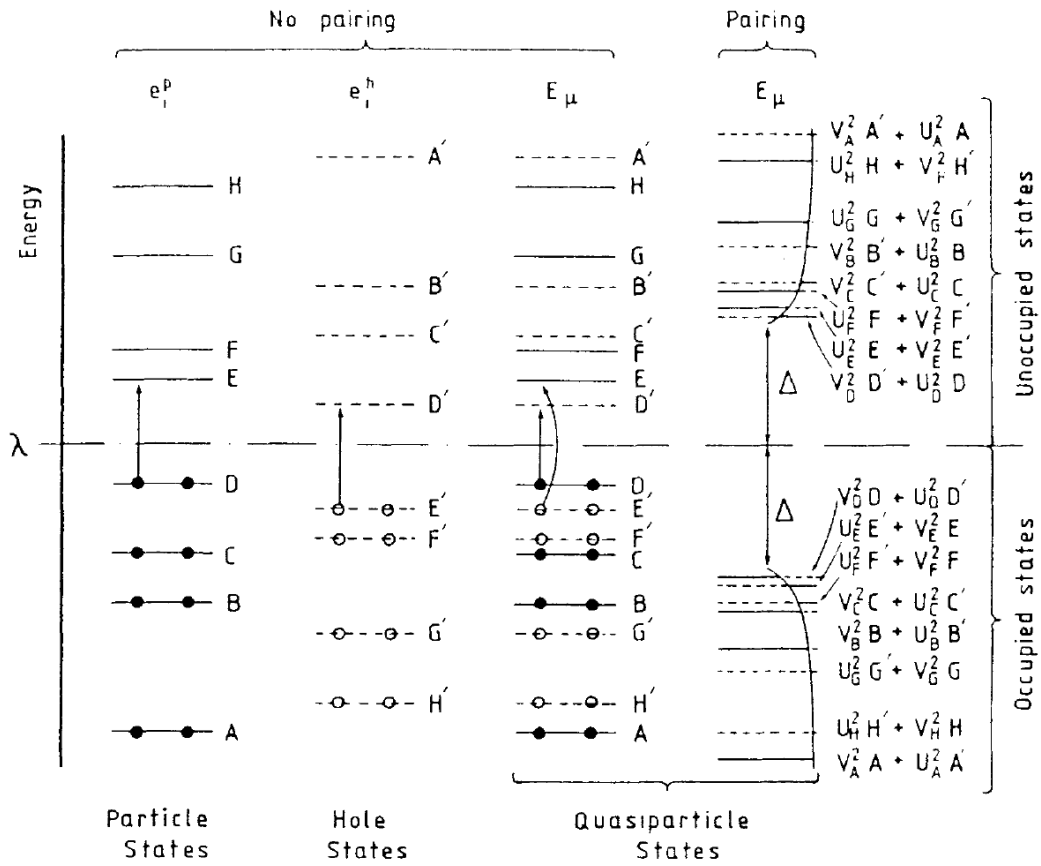 No pairing
Pairing
e_i^p
e_i^h
E_μ
E_μ
Energy
H
G
F
E
D
C
B
A
A′
B′
C′
D′
E′
F′
G′
H′
A′
H
G
B′
C′
F
E
D′
D
E′
F′
C
B
G′
H′
A
λ
Δ
Δ
V_A^2 A′ + U_A^2 A
U_H^2 H + V_H^2 H′
U_G^2 G + V_G^2 G′
V_B^2 B′ + U_B^2 B
V_C^2 C′ + U_C^2 C
U_F^2 F + V_F^2 F′
U_E^2 E + V_E^2 E′
V_D^2 D′ + U_D^2 D
V_D^2 D + U_D^2 D′
U_E^2 E′ + V_E^2 E
U_F^2 F′ + V_F^2 F
V_C^2 C + U_C^2 C′
V_B^2 B + U_B^2 B′
U_G^2 G′ + V_G^2 G
U_H^2 H′ + V_H^2 H
V_A^2 A + U_A^2 A′
Unoccupied states
Occupied states
Particle
States
Hole
States
Quasiparticle
States